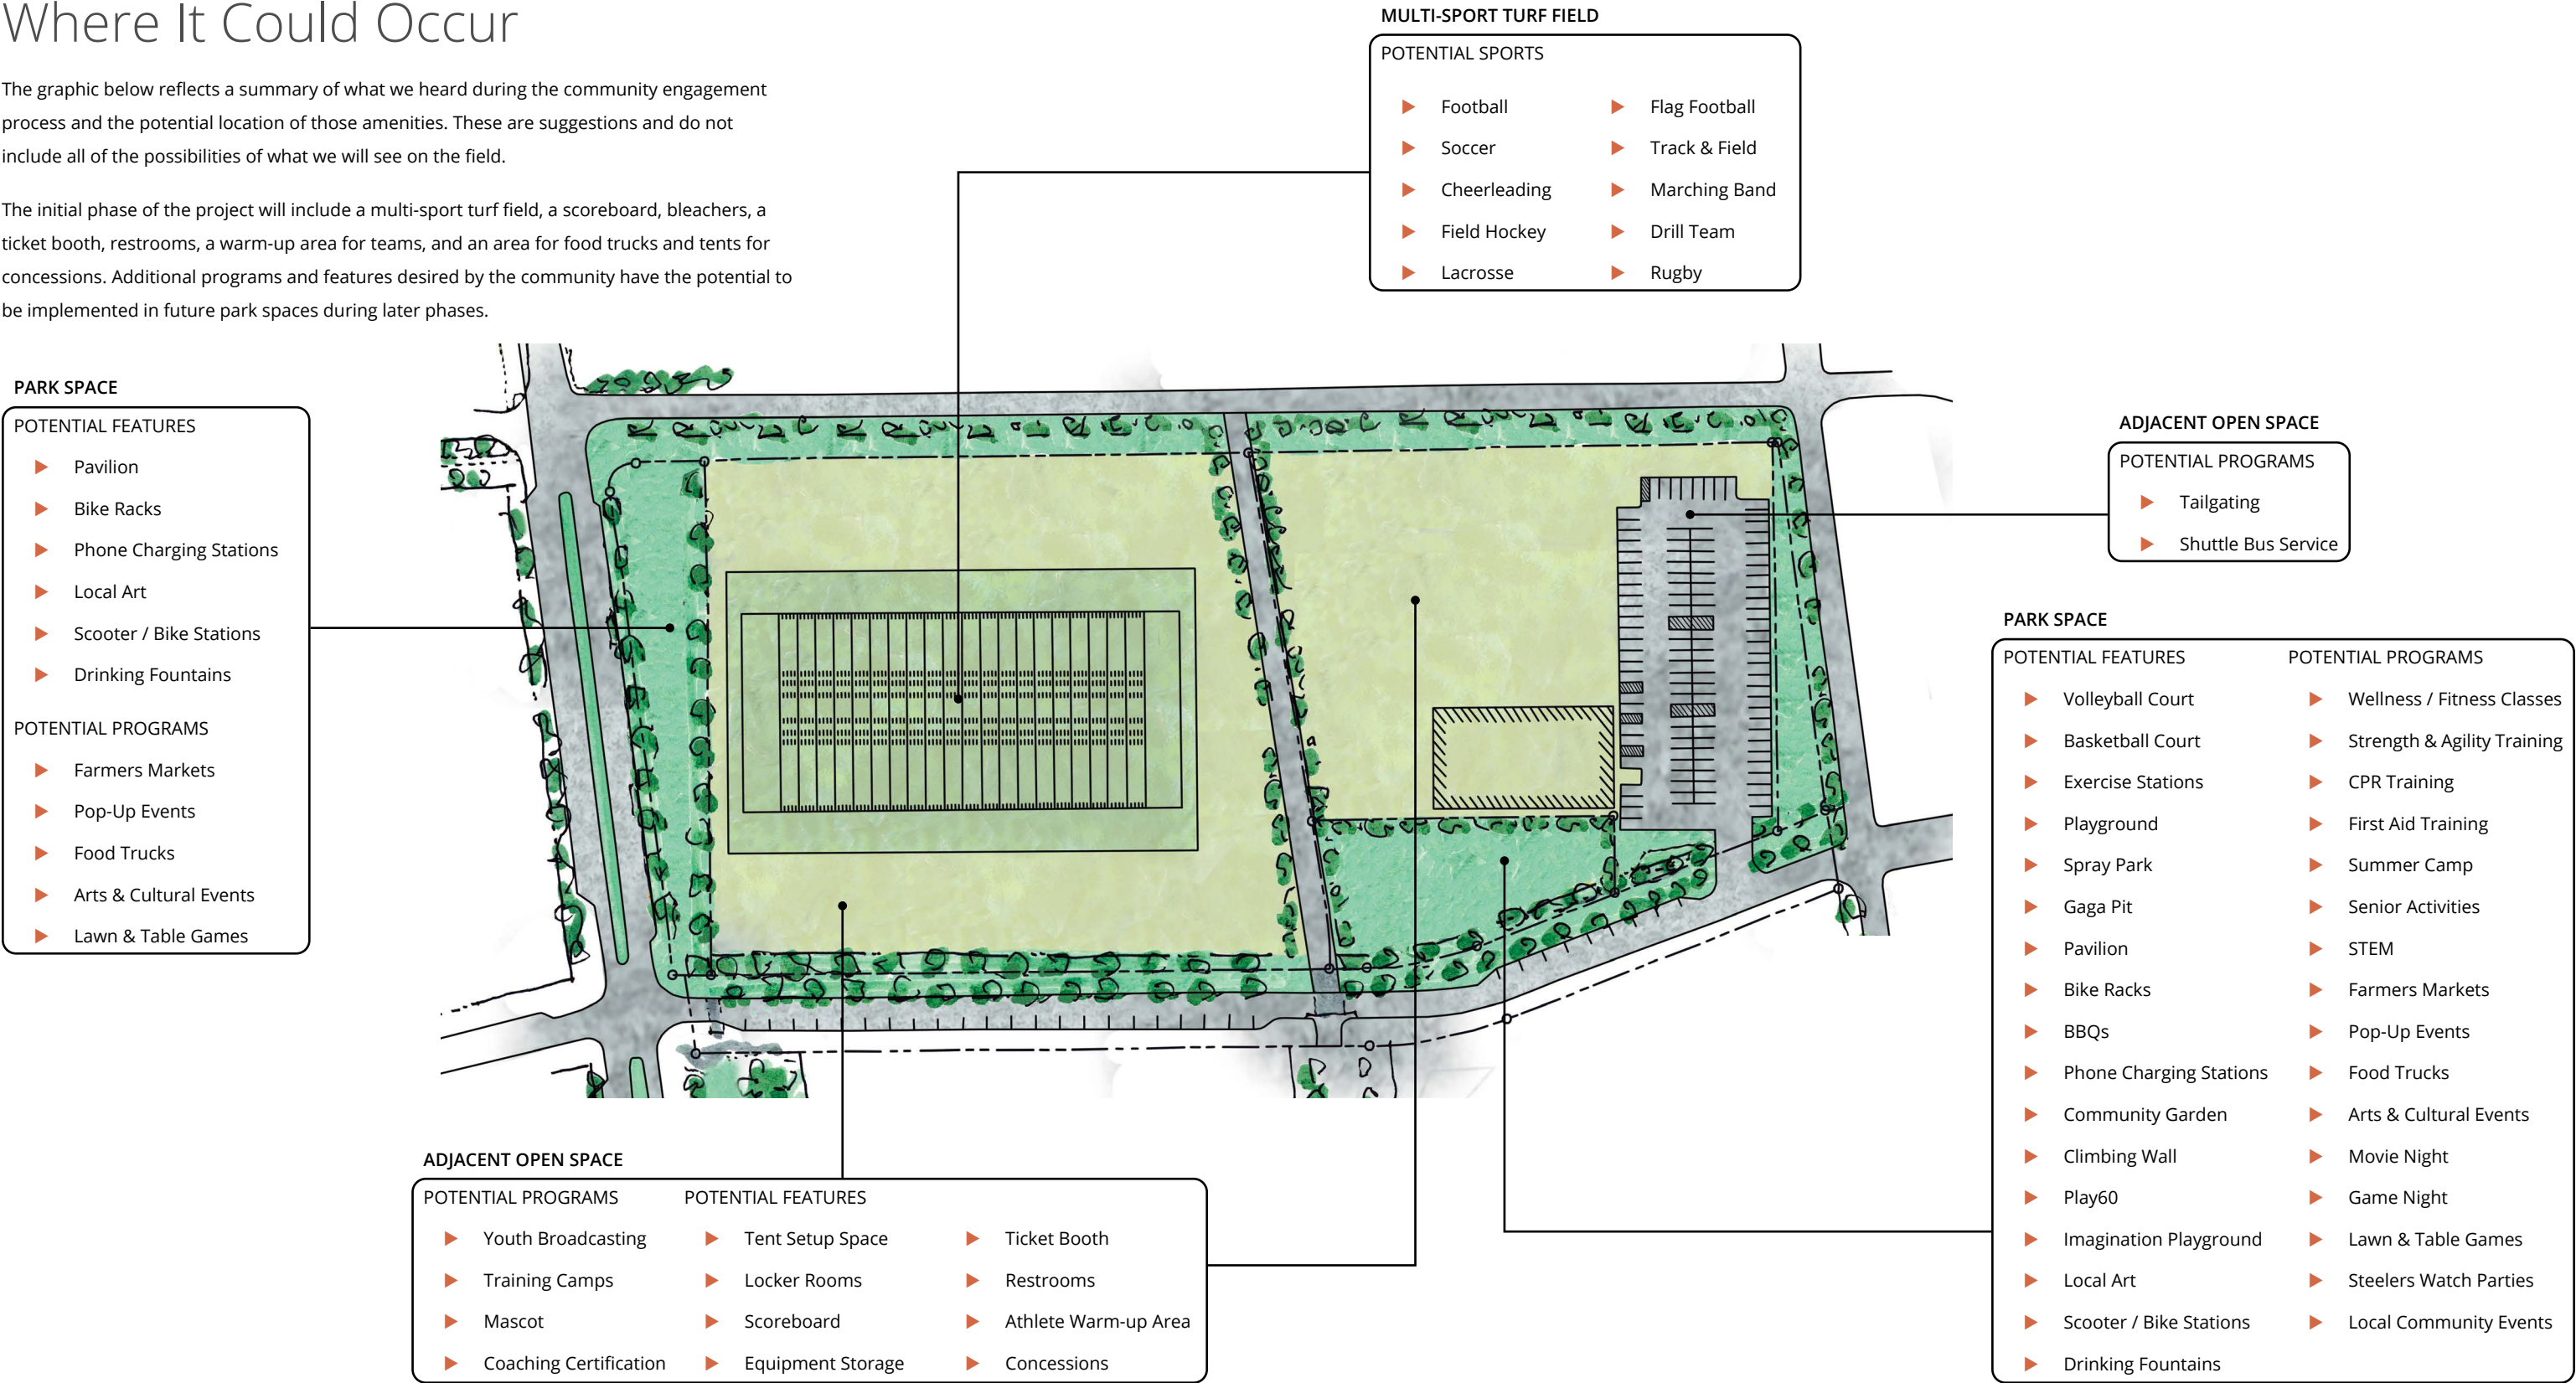 Where It Could Occur
The graphic below reflects a summary of what we heard during the community engagement
process and the potential location of those amenities. These are suggestions and do not
include all of the possibilities of what we will see on the field.
The initial phase of the project will include a multi-sport turf field, a scoreboard, bleachers, a
ticket booth, restrooms, a warm-up area for teams, and an area for food trucks and tents for
concessions. Additional programs and features desired by the community have the potential to
be implemented in future park spaces during later phases.
MULTI-SPORT TURF FIELD
POTENTIAL SPORTS
Football
Soccer
Cheerleading
Field Hockey
Lacrosse
Flag Football
Track & Field
Marching Band
Drill Team
Rugby
PARK SPACE
POTENTIAL FEATURES
Pavilion
Bike Racks
Phone Charging Stations
Local Art
Scooter / Bike Stations
Drinking Fountains
POTENTIAL PROGRAMS
Farmers Markets
Pop-Up Events
Food Trucks
Arts & Cultural Events
Lawn & Table Games
ADJACENT OPEN SPACE
POTENTIAL PROGRAMS
Tailgating
Shuttle Bus Service
PARK SPACE
POTENTIAL FEATURES
Volleyball Court
Basketball Court
Exercise Stations
Playground
Spray Park
Gaga Pit
Pavilion
Bike Racks
BBQs
Phone Charging Stations
Community Garden
Climbing Wall
Play60
Imagination Playground
Local Art
Scooter / Bike Stations
Drinking Fountains
POTENTIAL PROGRAMS
Wellness / Fitness Classes
Strength & Agility Training
CPR Training
First Aid Training
Summer Camp
Senior Activities
STEM
Farmers Markets
Pop-Up Events
Food Trucks
Arts & Cultural Events
Movie Night
Game Night
Lawn & Table Games
Steelers Watch Parties
Local Community Events
ADJACENT OPEN SPACE
POTENTIAL PROGRAMS
Youth Broadcasting
Training Camps
Mascot
Coaching Certification
POTENTIAL FEATURES
Tent Setup Space
Locker Rooms
Scoreboard
Equipment Storage
Ticket Booth
Restrooms
Athlete Warm-up Area
Concessions